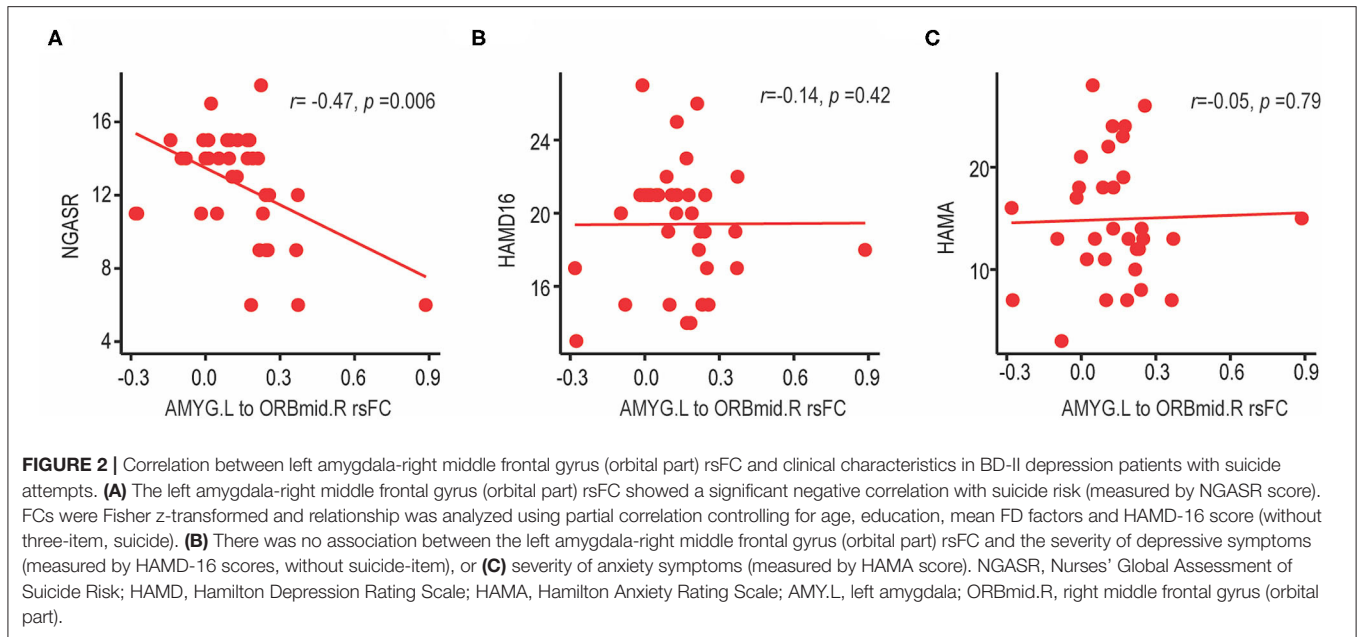 A
B
C
r= -0.47, p =0.006
r=-0.14, p =0.42
r=-0.05, p =0.79
NGASR
16
12
8
4
-0.3 0.0 0.3 0.6 0.9
AMYG.L to ORBmid.R rsFC
HAMD16
24
20
16
-0.3 0.0 0.3 0.6 0.9
AMYG.L to ORBmid.R rsFC
HAMA
20
10
-0.3 0.0 0.3 0.6 0.9
AMYG.L to ORBmid.R rsFC
FIGURE 2 | Correlation between left amygdala-right middle frontal gyrus (orbital part) rsFC and clinical characteristics in BD-II depression patients with suicide
attempts. (A) The left amygdala-right middle frontal gyrus (orbital part) rsFC showed a significant negative correlation with suicide risk (measured by NGASR score).
FCs were Fisher z-transformed and relationship was analyzed using partial correlation controlling for age, education, mean FD factors and HAMD-16 score (without
three-item, suicide). (B) There was no association between the left amygdala-right middle frontal gyrus (orbital part) rsFC and the severity of depressive symptoms
(measured by HAMD-16 scores, without suicide-item), or (C) severity of anxiety symptoms (measured by HAMA score). NGASR, Nurses' Global Assessment of
Suicide Risk; HAMD, Hamilton Depression Rating Scale; HAMA, Hamilton Anxiety Rating Scale; AMY.L, left amygdala; ORBmid.R, right middle frontal gyrus (orbital
part).